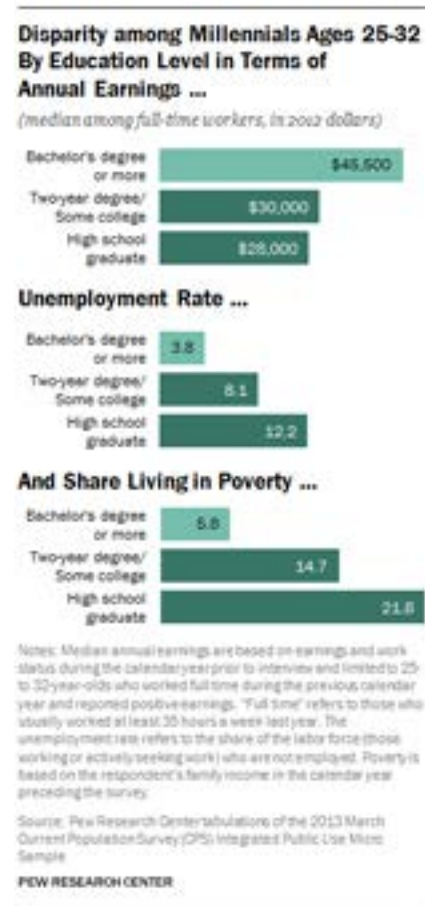 Disparity among Millennials Ages 25-32
By Education Level in Terms of
Annual Earnings ...
(median among full-time workers, in 2012 dollars)
Bachelor's degree
or more
$45,500
Two-year degree/
Some college
$30,000
High school
graduate
$28,000
Unemployment Rate ...
Bachelor's degree
or more
3.8
Two-year degree/
Some college
8.1
High school
graduate
12.2
And Share Living in Poverty ...
Bachelor's degree
or more
5.8
Two-year degree/
Some college
14.7
High school
graduate
21.8
Notes: Median annual earnings are based on earnings and work
status during the calendar year prior to interview and limited to 25-
to 32-year-olds who worked full time during the previous calendar
year and reported positive earnings. "Full time" refers to those who
usually worked at least 35 hours a week last year. The
unemployment rate refers to the share of the labor force (those
working or actively seeking work) who are not employed. Poverty is
based on the respondent's family income in the calendar year
preceding the survey.
Source: Pew Research Center tabulations of the 2013 March
Current Population Survey (CPS) Integrated Public Use Micro
Sample
PEW RESEARCH CENTER